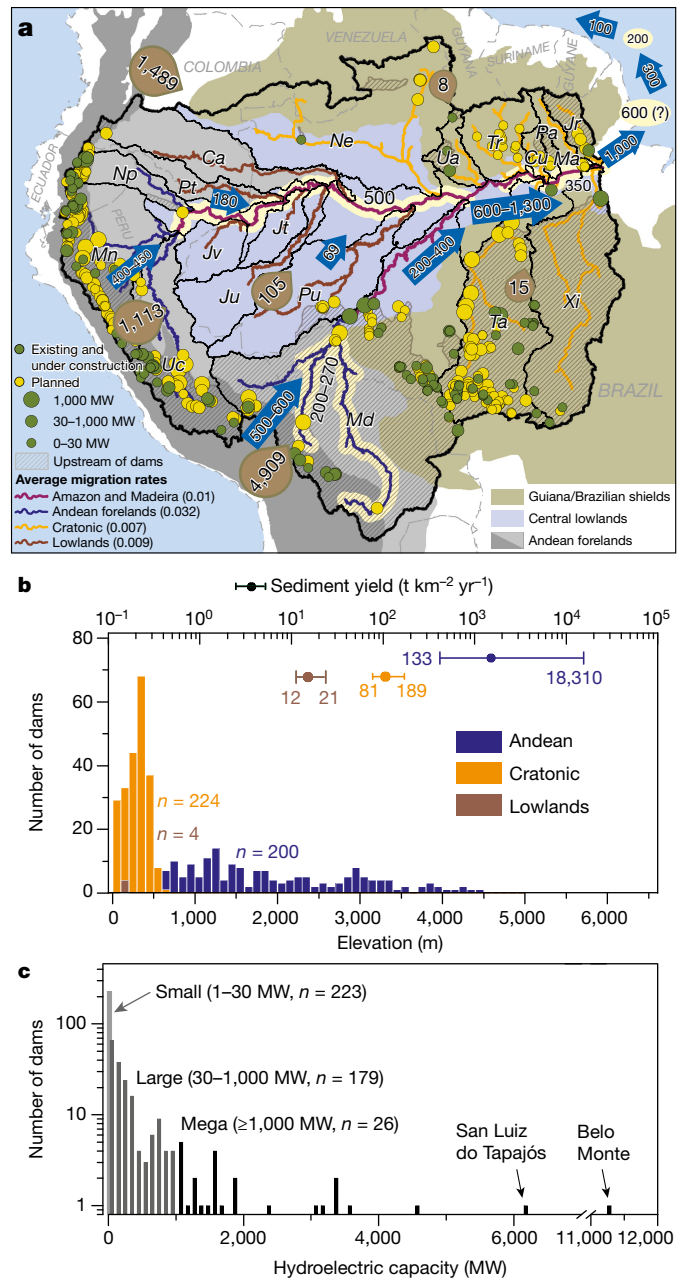 a
1,489
COLOMBIA
VENEZUELA
GUYANA
SURINAME
GUYANE
100
200
300
600 (?)
1,000
8
ECUADOR
PERU
Ne
Ca
Np
Pt
180
500
Ua
Tr
Pa
Jr
Cu
Ma
350
600–1,300
Mn
400–450
Jv
Jt
69
200–400
Ju
105
Pu
1,113
Uc
15
Ta
Xi
BRAZIL
500–600
200–270
Md
4,909
Existing and
under construction
Planned
1,000 MW
30–1,000 MW
0–30 MW
Upstream of dams
Average migration rates
Amazon and Madeira (0.01)
Andean forelands (0.032)
Cratonic (0.007)
Lowlands (0.009)
Guiana/Brazilian shields
Central lowlands
Andean forelands
b
Sediment yield (t km⁻² yr⁻¹)
10⁻¹ 10⁰ 10¹ 10² 10³ 10⁴ 10⁵
80
60
40
20
0
Number of dams
133
18,310
12 21
81 189
Andean
Cratonic
Lowlands
n = 224
n = 4
n = 200
0 1,000 2,000 3,000 4,000 5,000 6,000
Elevation (m)
c
Number of dams
100
10
1
Small (1–30 MW, n = 223)
Large (30–1,000 MW, n = 179)
Mega (≥1,000 MW, n = 26)
San Luiz
do Tapajós
Belo
Monte
0 2,000 4,000 6,000 11,000 12,000
Hydroelectric capacity (MW)